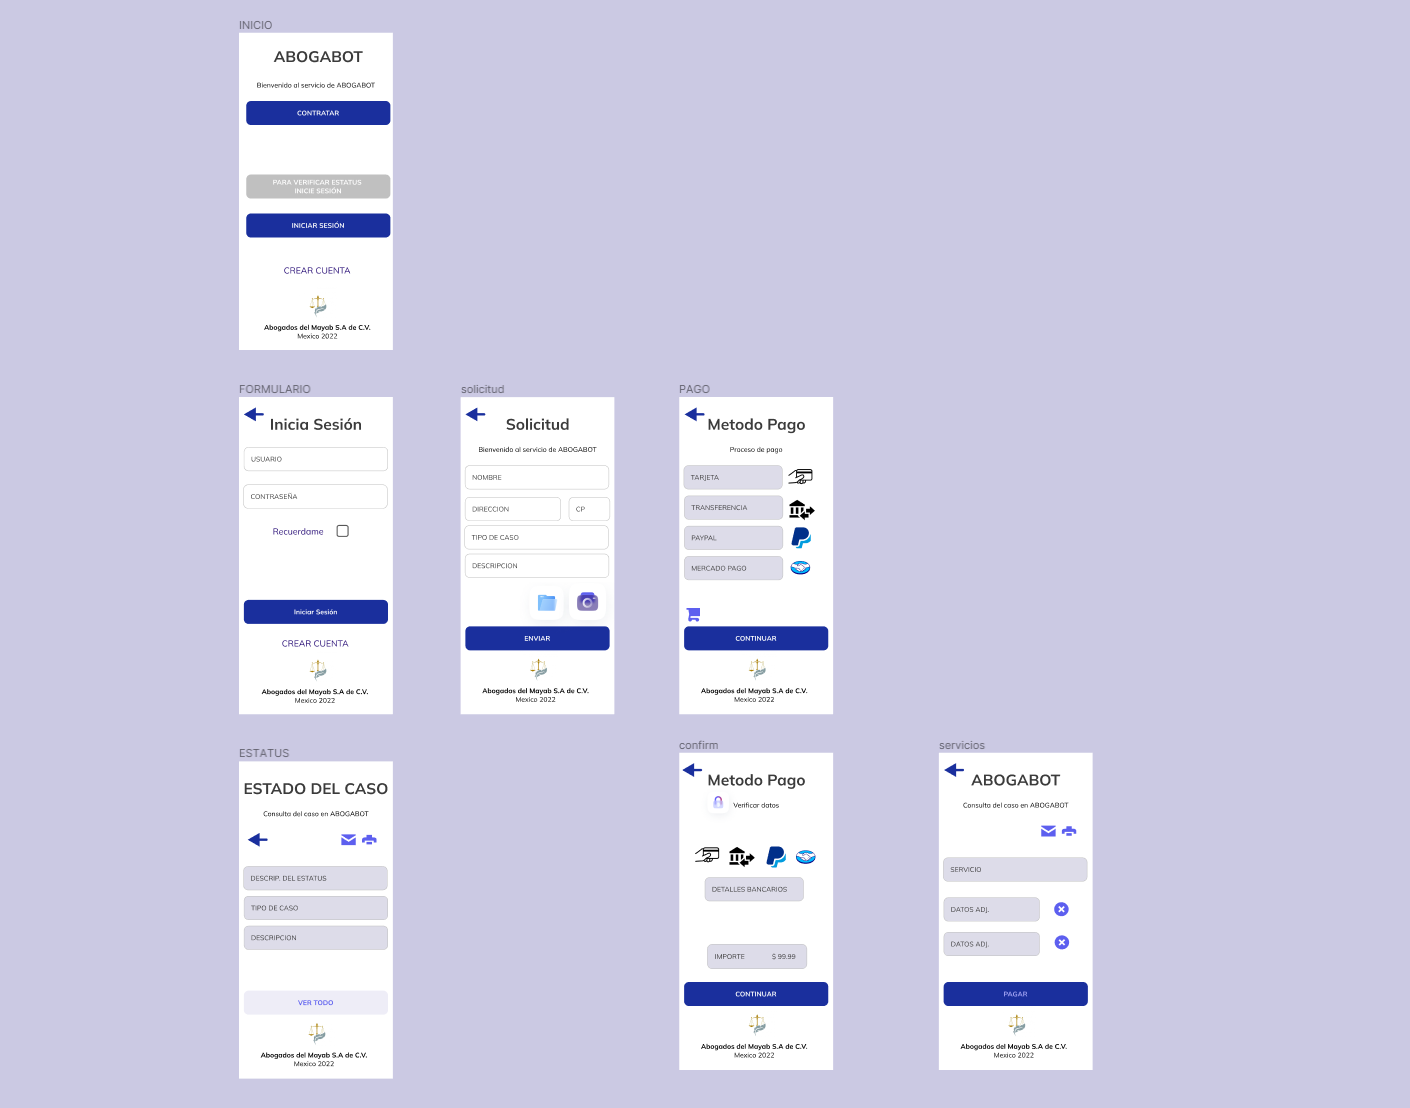 INICIO
ABOGABOT
Bienvenido al servicio de ABOGABOT
CONTRATAR
PARA VERIFICAR ESTATUS
INICIE SESIÓN
INICIAR SESIÓN
CREAR CUENTA
Abogados del Mayab S.A de C.V.
Mexico 2022
FORMULARIO
Inicia Sesión
USUARIO
CONTRASEÑA
Recuerdame
Iniciar Sesión
CREAR CUENTA
Abogados del Mayab S.A de C.V.
Mexico 2022
solicitud
Solicitud
Bienvenido al servicio de ABOGABOT
NOMBRE
DIRECCION CP
TIPO DE CASO
DESCRIPCION
ENVIAR
Abogados del Mayab S.A de C.V.
Mexico 2022
PAGO
Metodo Pago
Proceso de pago
TARJETA
TRANSFERENCIA
PAYPAL
MERCADO PAGO
CONTINUAR
Abogados del Mayab S.A de C.V.
Mexico 2022
ESTATUS
ESTADO DEL CASO
Consulta del caso en ABOGABOT
DESCRIP. DEL ESTATUS
TIPO DE CASO
DESCRIPCION
VER TODO
Abogados del Mayab S.A de C.V.
Mexico 2022
confirm
Metodo Pago
Verificar datos
DETALLES BANCARIOS
IMPORTE $ 99.99
CONTINUAR
Abogados del Mayab S.A de C.V.
Mexico 2022
servicios
ABOGABOT
Consulta del caso en ABOGABOT
SERVICIO
DATOS ADJ.
DATOS ADJ.
PAGAR
Abogados del Mayab S.A de C.V.
Mexico 2022